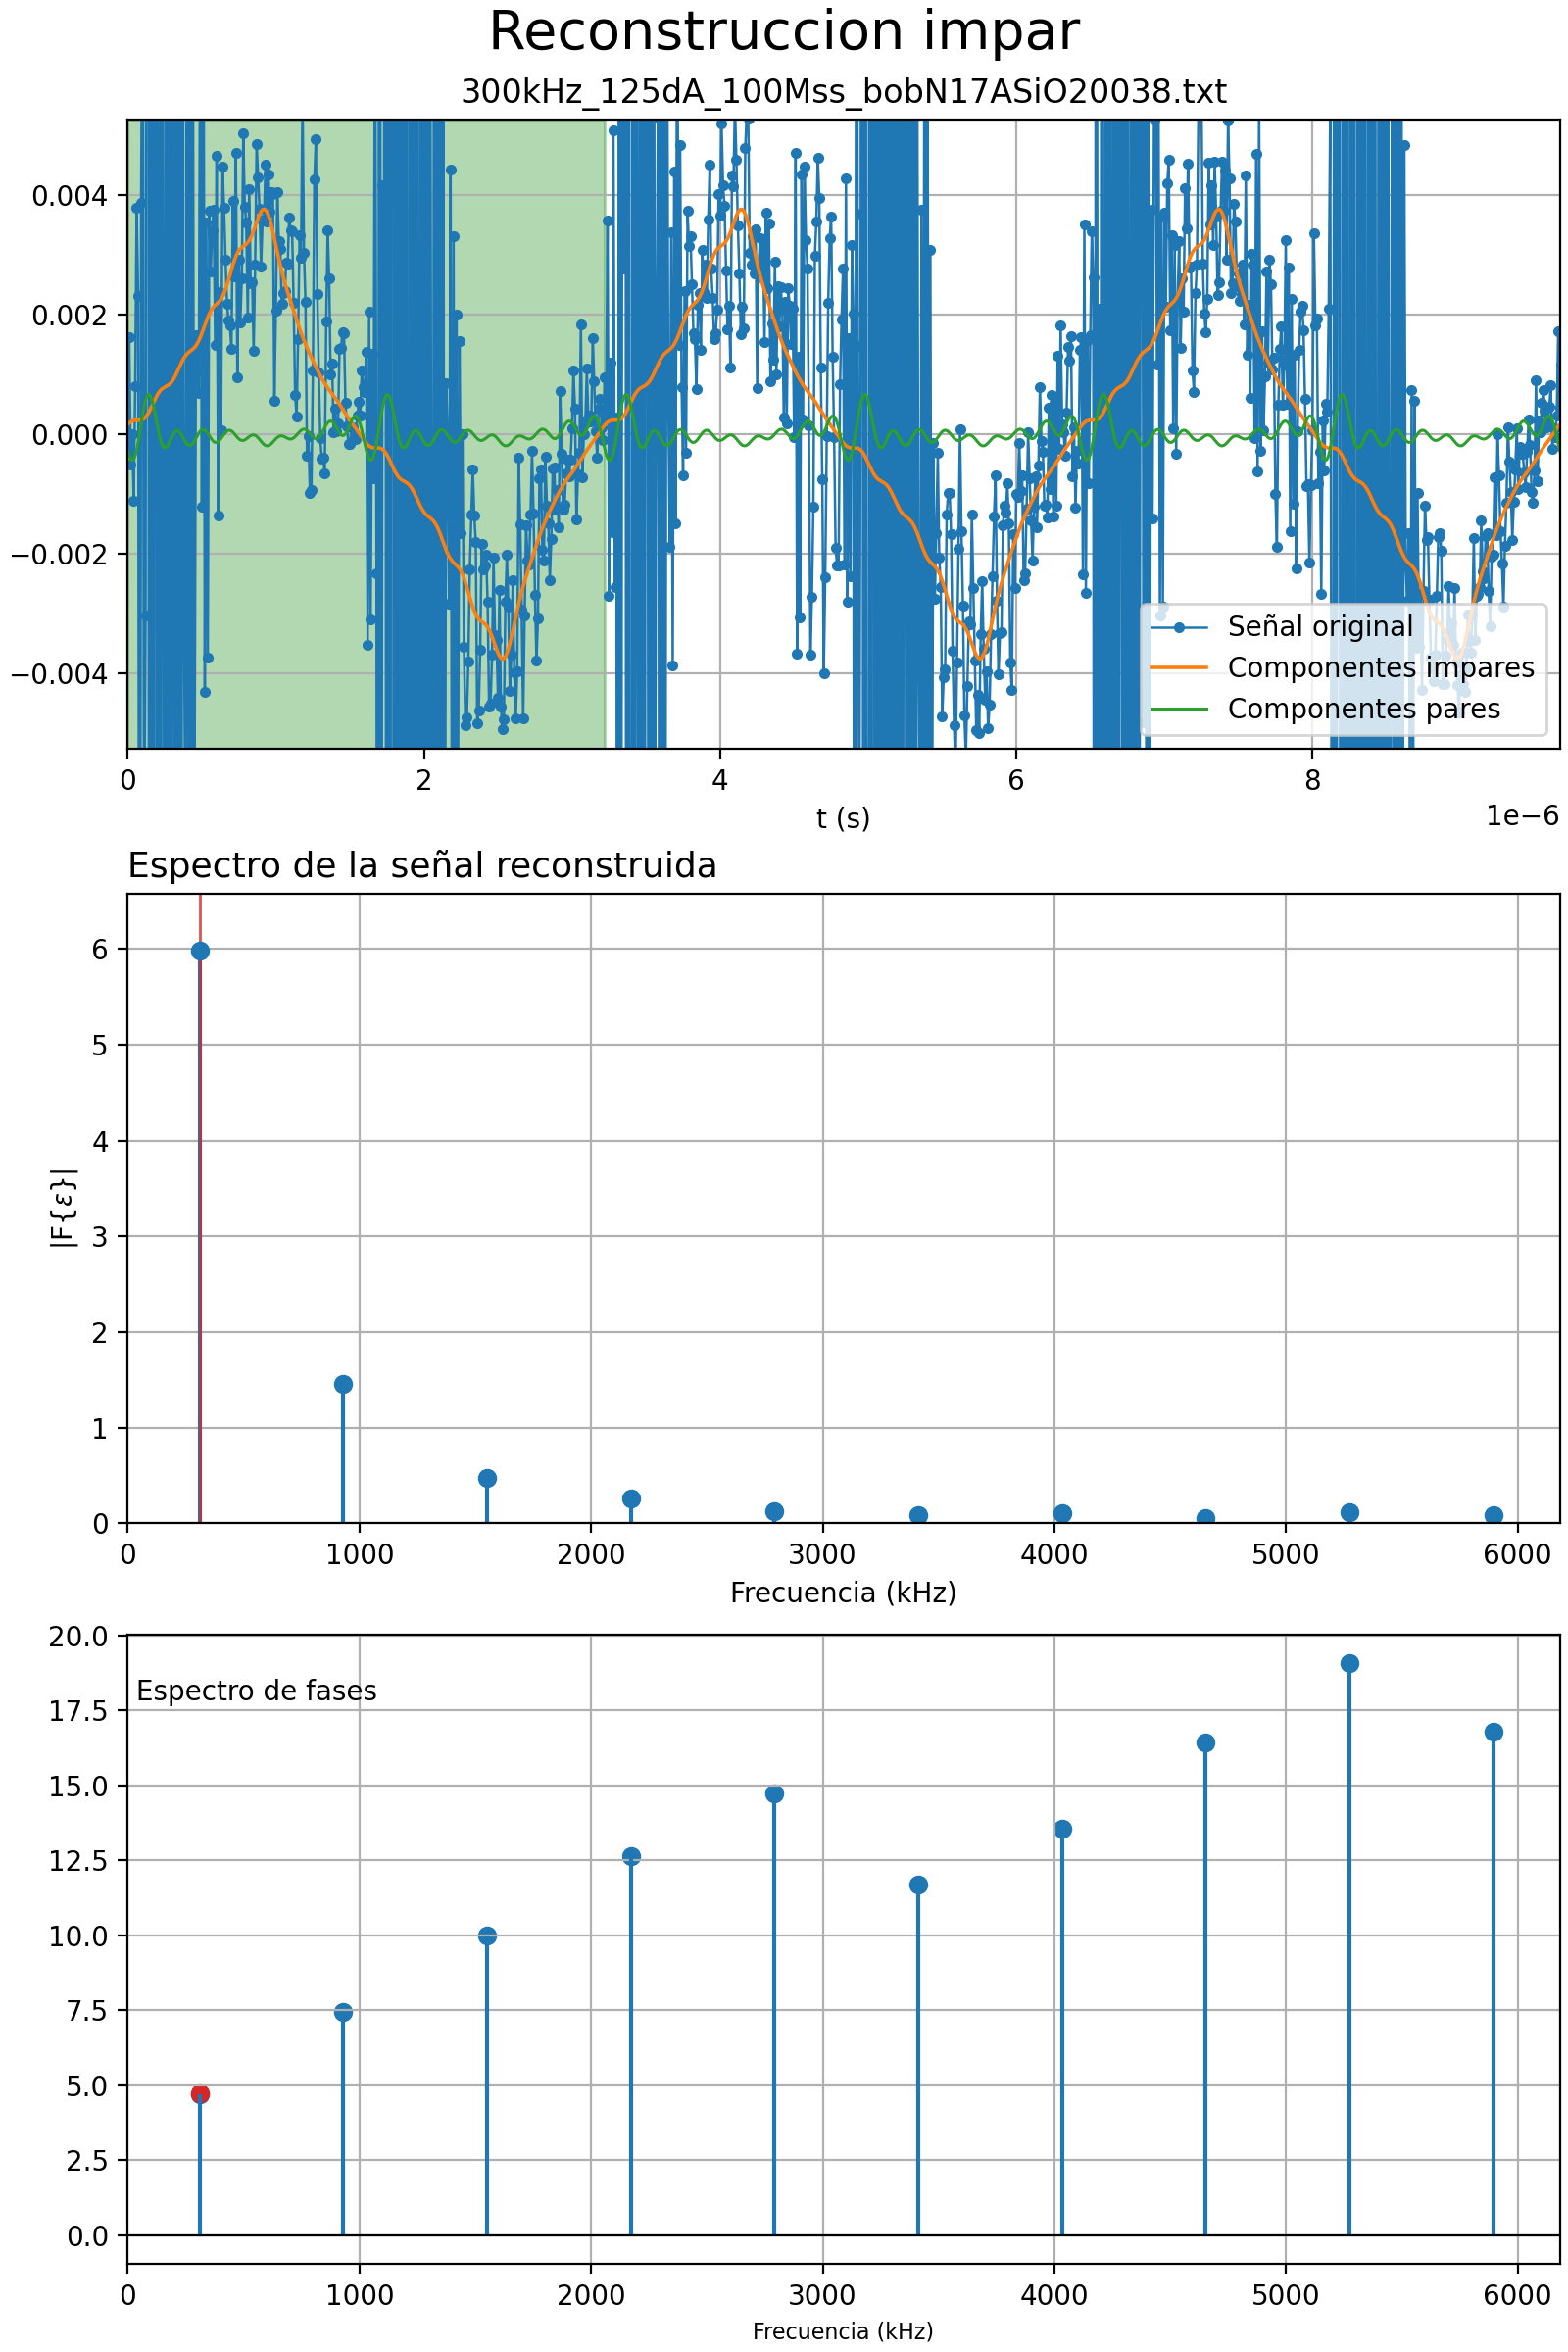 Reconstruccion impar
300kHz_125dA_100Mss_bobN17ASiO20038.txt
0.004
0.002
0.000
−0.002
−0.004
Señal original
Componentes impares
Componentes pares
0 2 4 6 8
1e−6
t (s)
Espectro de la señal reconstruida
6
5
4
3
2
1
0
|F{ε}|
0 1000 2000 3000 4000 5000 6000
Frecuencia (kHz)
20.0
Espectro de fases
17.5
15.0
12.5
10.0
7.5
5.0
2.5
0.0
0 1000 2000 3000 4000 5000 6000
Frecuencia (kHz)